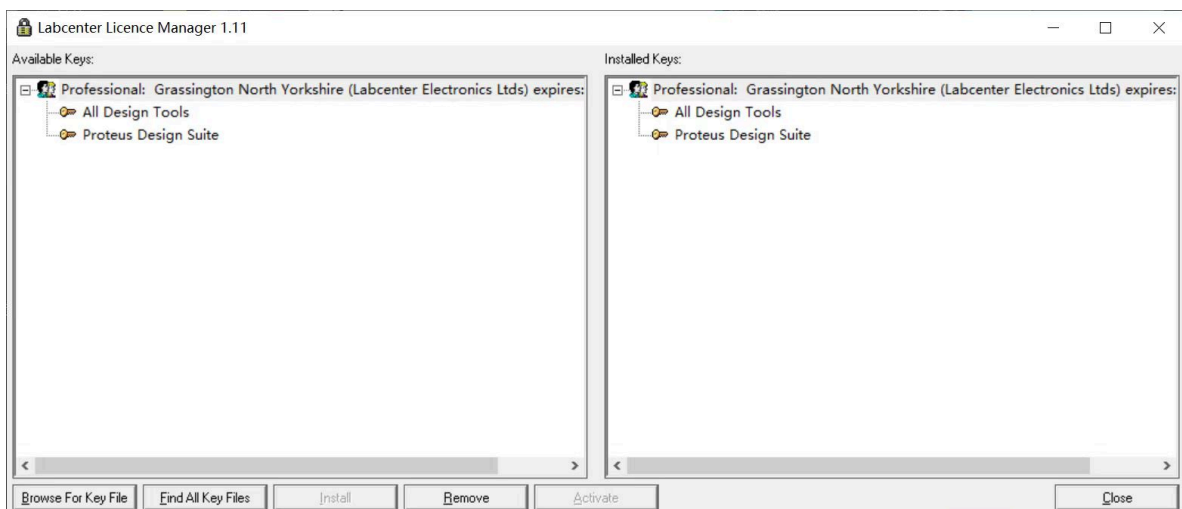 Labcenter Licence Manager 1.11
Available Keys:
Professional: Grassington North Yorkshire (Labcenter Electronics Ltds) expires:
All Design Tools
Proteus Design Suite
Installed Keys:
Professional: Grassington North Yorkshire (Labcenter Electronics Ltds) expires:
All Design Tools
Proteus Design Suite
Browse For Key File
Find All Key Files
Install
Remove
Activate
Close